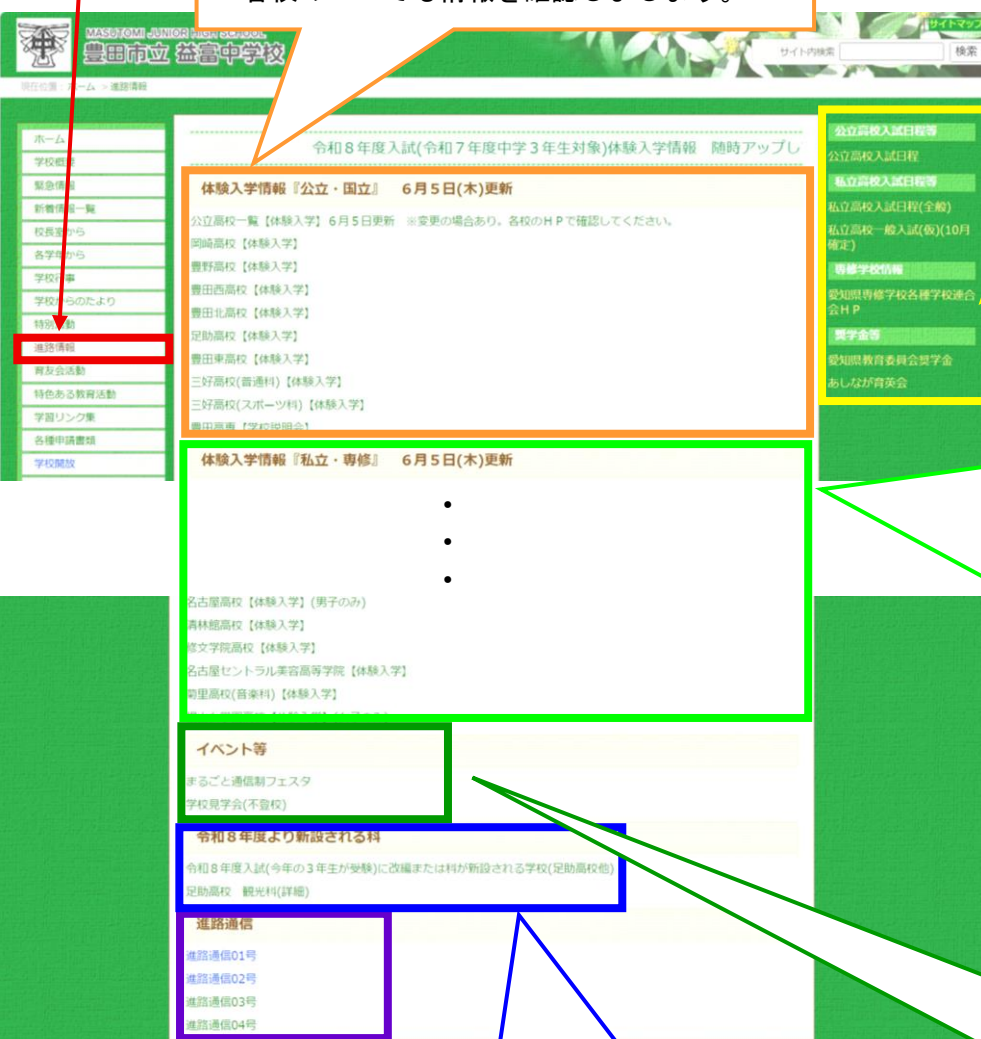 MASUTOMI JUNIOR HIGH SCHOOL
豊田市立 益富中学校
サイトマップ
サイト内検索
検索
現在位置：ホーム > 進路情報
ホーム
学校概要
緊急情報
新着情報一覧
校長室から
各学年から
学校行事
学校からのたより
特別活動
進路情報
育友会活動
特色ある教育活動
学習リンク集
各種申請書類
学校開放
令和８年度入試(令和７年度中学３年生対象)体験入学情報　随時アップし
体験入学情報『公立・国立』　６月５日(木)更新
公立高校一覧【体験入学】６月５日更新　※変更の場合あり。各校のＨＰで確認してください。
岡崎高校【体験入学】
豊野高校【体験入学】
豊田西高校【体験入学】
豊田北高校【体験入学】
足助高校【体験入学】
豊田東高校【体験入学】
三好高校(普通科)【体験入学】
三好高校(スポーツ科)【体験入学】
豊田高専【学校説明会】
体験入学情報『私立・専修』　６月５日(木)更新
・
・
・
名古屋高校【体験入学】(男子のみ)
清林館高校【体験入学】
修文学院高校【体験入学】
名古屋セントラル美容高等学院【体験入学】
菊里高校(音楽科)【体験入学】
イベント等
まるごと通信制フェスタ
学校見学会(不登校)
令和８年度より新設される科
令和８年度入試(今年の３年生が受験)に改編または科が新設される学校(足助高校他)
足助高校　観光科(詳細)
進路通信
進路通信01号
進路通信02号
進路通信03号
進路通信04号
公立高校入試日程等
公立高校入試日程
私立高校入試日程等
私立高校入試日程(全般)
私立高校一般入試(仮)(10月
確定)
専修学校情報
愛知県専修学校各種学校連合
会ＨＰ
奨学金等
愛知県教育委員会奨学金
あしなが育英会